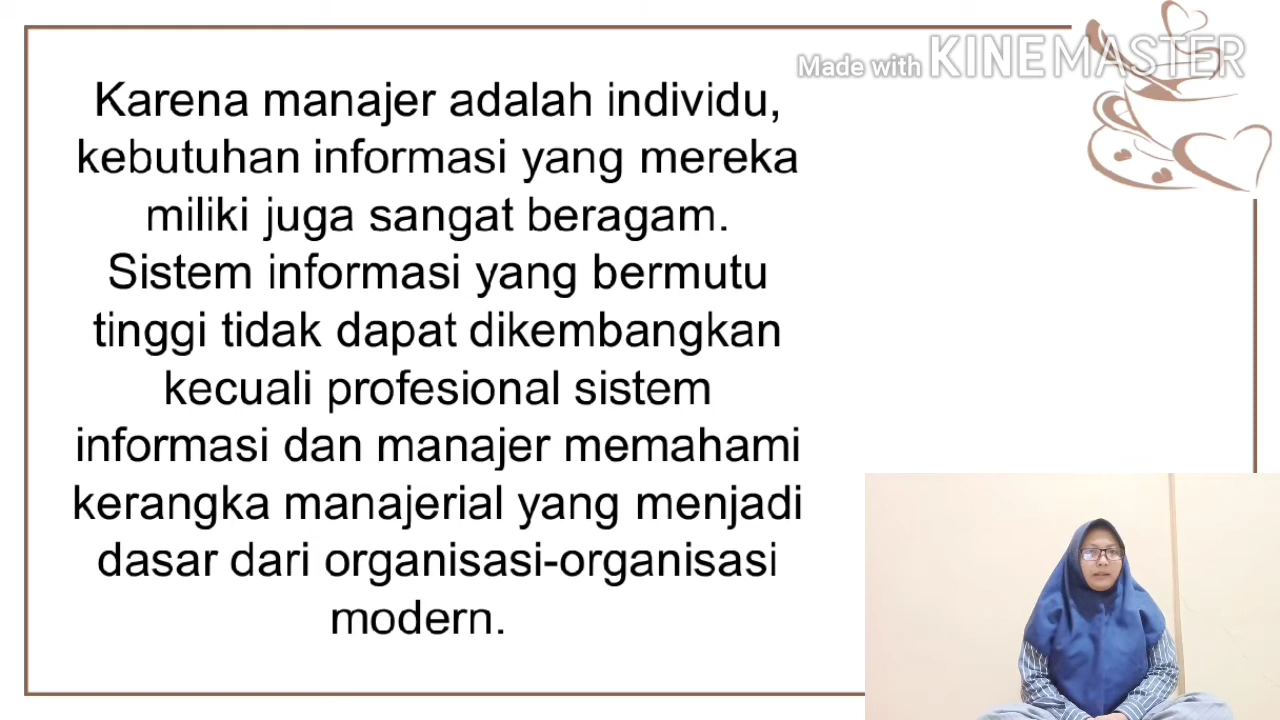 Made with KINEMASTER
Karena manajer adalah individu,
kebutuhan informasi yang mereka
miliki juga sangat beragam.
Sistem informasi yang bermutu
tinggi tidak dapat dikembangkan
kecuali profesional sistem
informasi dan manajer memahami
kerangka manajerial yang menjadi
dasar dari organisasi-organisasi
modern.